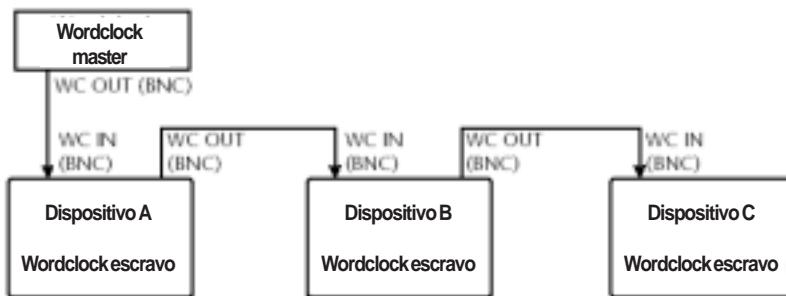 Wordclock
master
WC OUT (BNC)
WC IN
(BNC)
WC OUT
(BNC)
WC IN
(BNC)
WC OUT
(BNC)
WC IN
(BNC)
Dispositivo A
Wordclock escravo
Dispositivo B
Wordclock escravo
Dispositivo C
Wordclock escravo